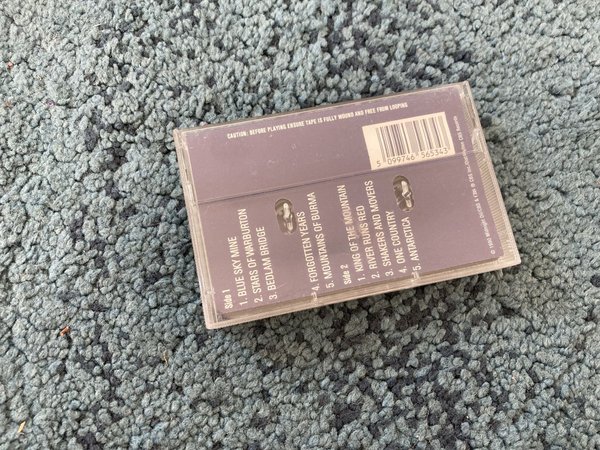 CAUTION: BEFORE PLAYING ENSURE TAPE IS FULLY WOUND AND FREE FROM LOOPING
5 099746 565343
Side 1
1. BLUE SKY MINE
2. STARS OF WARBURTON
3. BEDLAM BRIDGE
4. FORGOTTEN YEARS
5. MOUNTAINS OF BURMA
Side 2
1. KING OF THE MOUNTAIN
2. RIVER RUNS RED
3. SHAKERS AND MOVERS
4. ONE COUNTRY
5. ANTARCTICA